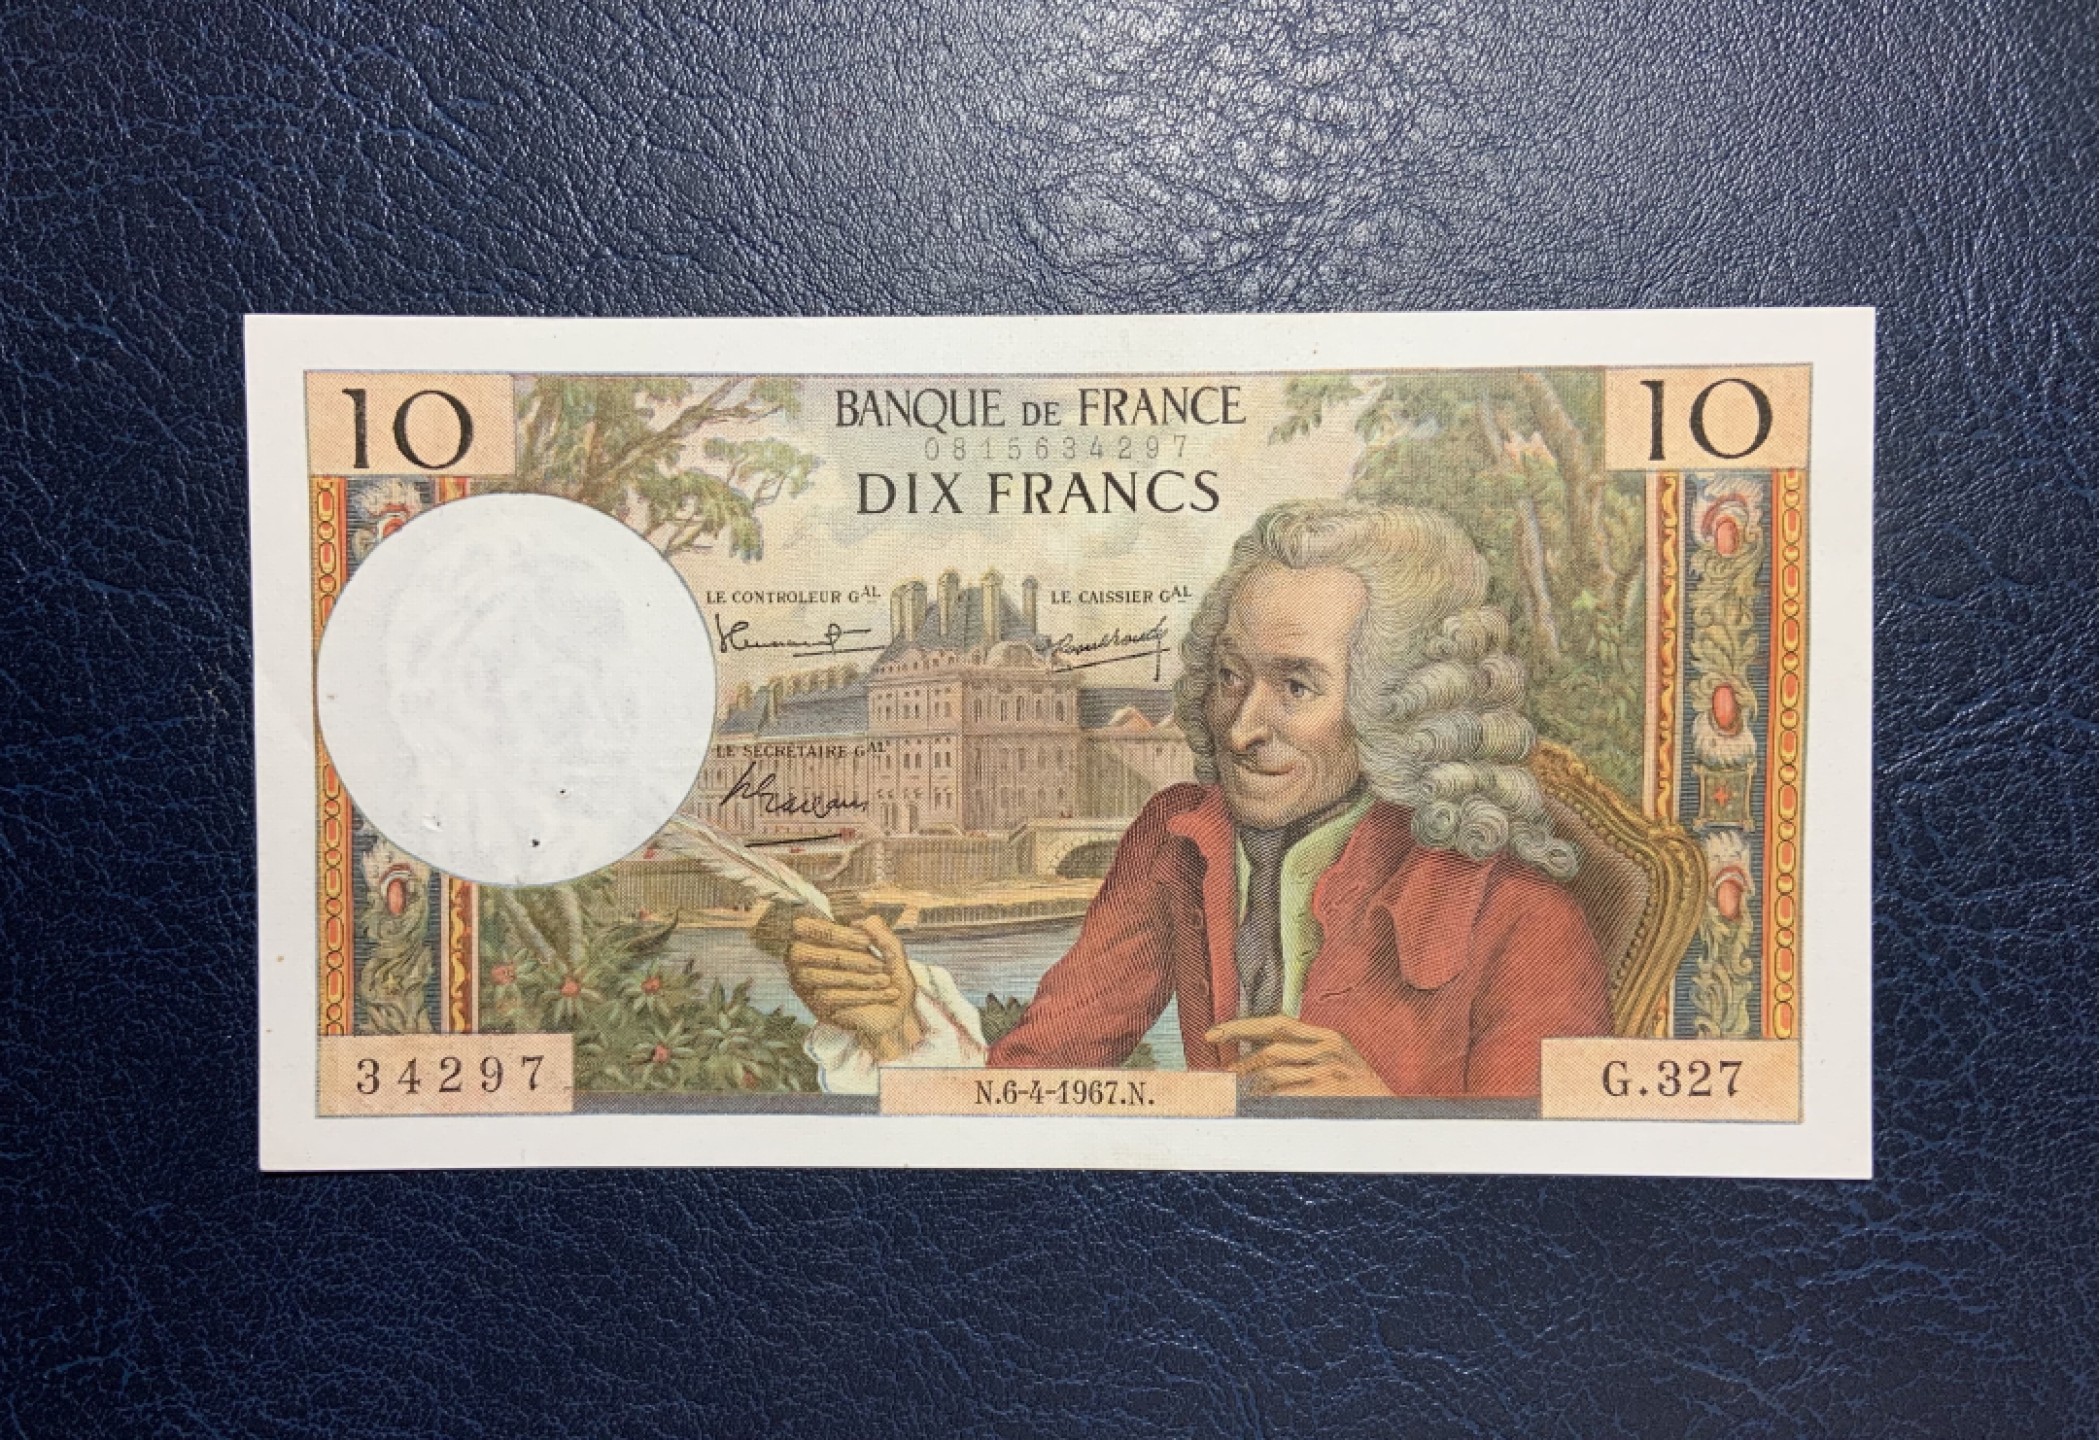 10
BANQUE DE FRANCE
10
0815634297
DIX FRANCS
LE CONTROLEUR GAL
LE CAISSIER GAL
LE SECRÉTAIRE GAL
34297
N.6-4-1967.N.
G.327